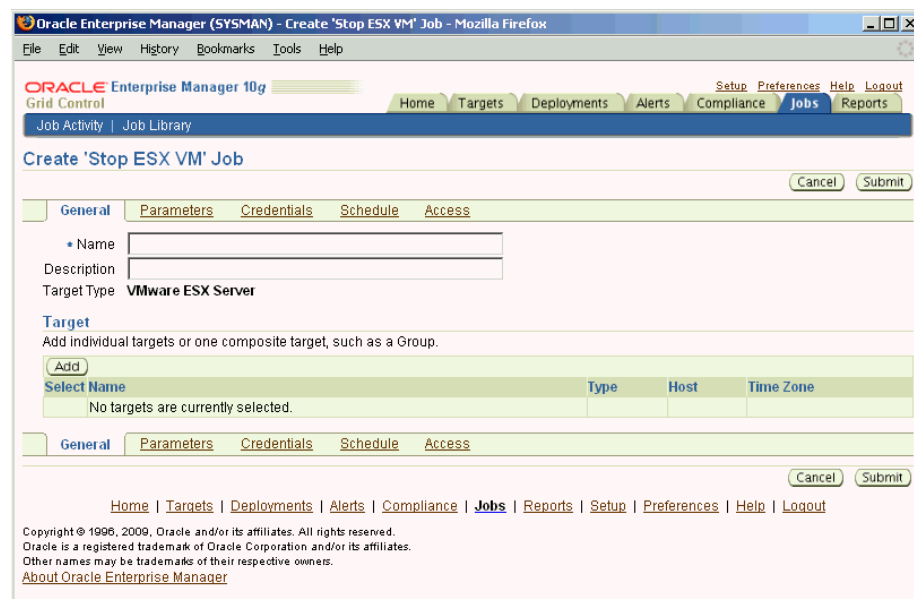 Oracle Enterprise Manager (SYSMAN) - Create 'Stop ESX VM' Job - Mozilla Firefox
File Edit View History Bookmarks Tools Help
ORACLE Enterprise Manager 10g
Setup Preferences Help Logout
Grid Control
Home Targets Deployments Alerts Compliance Jobs Reports
Job Activity | Job Library
Create 'Stop ESX VM' Job
Cancel Submit
General Parameters Credentials Schedule Access
* Name
Description
Target Type VMware ESX Server
Target
Add individual targets or one composite target, such as a Group.
Add
Select Name Type Host Time Zone
No targets are currently selected.
General Parameters Credentials Schedule Access
Cancel Submit
Home | Targets | Deployments | Alerts | Compliance | Jobs | Reports | Setup | Preferences | Help | Logout
Copyright © 1996, 2009, Oracle and/or its affiliates. All rights reserved.
Oracle is a registered trademark of Oracle Corporation and/or its affiliates.
Other names may be trademarks of their respective owners.
About Oracle Enterprise Manager